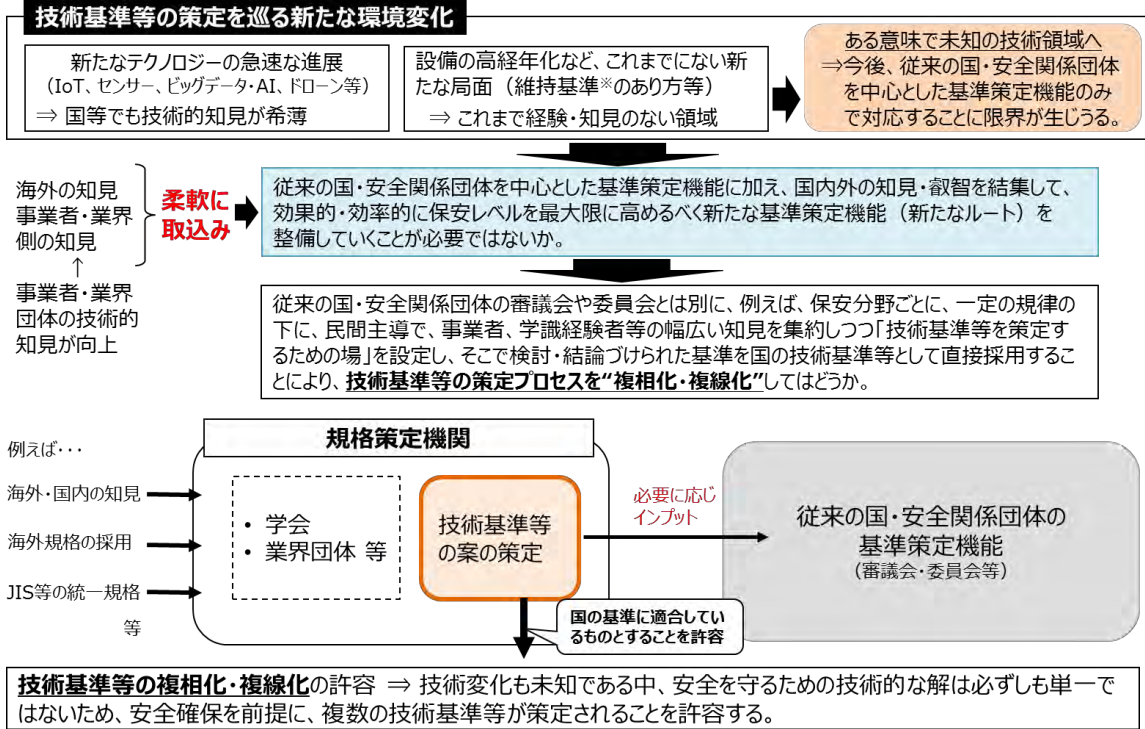 技術基準等の策定を巡る新たな環境変化
新たなテクノロジーの急速な進展
(IoT、センサー、ビッグデータ・AI、ドローン等)
⇒ 国等でも技術的知見が希薄
設備の高経年化など、これまでにない新
たな局面（維持基準※のあり方等）
⇒ これまで経験・知見のない領域
ある意味で未知の技術領域へ
⇒今後、従来の国・安全関係団体
を中心とした基準策定機能のみ
で対応することに限界が生じうる。
海外の知見
事業者・業界
側の知見
↑
事業者・業界
団体の技術的
知見が向上
柔軟に
取込み
従来の国・安全関係団体を中心とした基準策定機能に加え、国内外の知見・叡智を結集して、
効果的・効率的に保安レベルを最大限に高めるべく新たな基準策定機能（新たなルート）を
整備していくことが必要ではないか。
従来の国・安全関係団体の審議会や委員会とは別に、例えば、保安分野ごとに、一定の規律の
下に、民間主導で、事業者、学識経験者等の幅広い知見を集約しつつ「技術基準等を策定す
るための場」を設定し、そこで検討・結論づけられた基準を国の技術基準等として直接採用するこ
とにより、技術基準等の策定プロセスを“複相化・複線化”してはどうか。
規格策定機関
例えば・・・
海外・国内の知見
海外規格の採用
JIS等の統一規格
等
• 学会
• 業界団体 等
技術基準等
の案の策定
必要に応じ
インプット
従来の国・安全関係団体の
基準策定機能
(審議会・委員会等)
国の基準に適合してい
るものとすることを許容
技術基準等の複相化・複線化の許容 ⇒ 技術変化も未知である中、安全を守るための技術的な解は必ずしも単一で
はないため、安全確保を前提に、複数の技術基準等が策定されることを許容する。